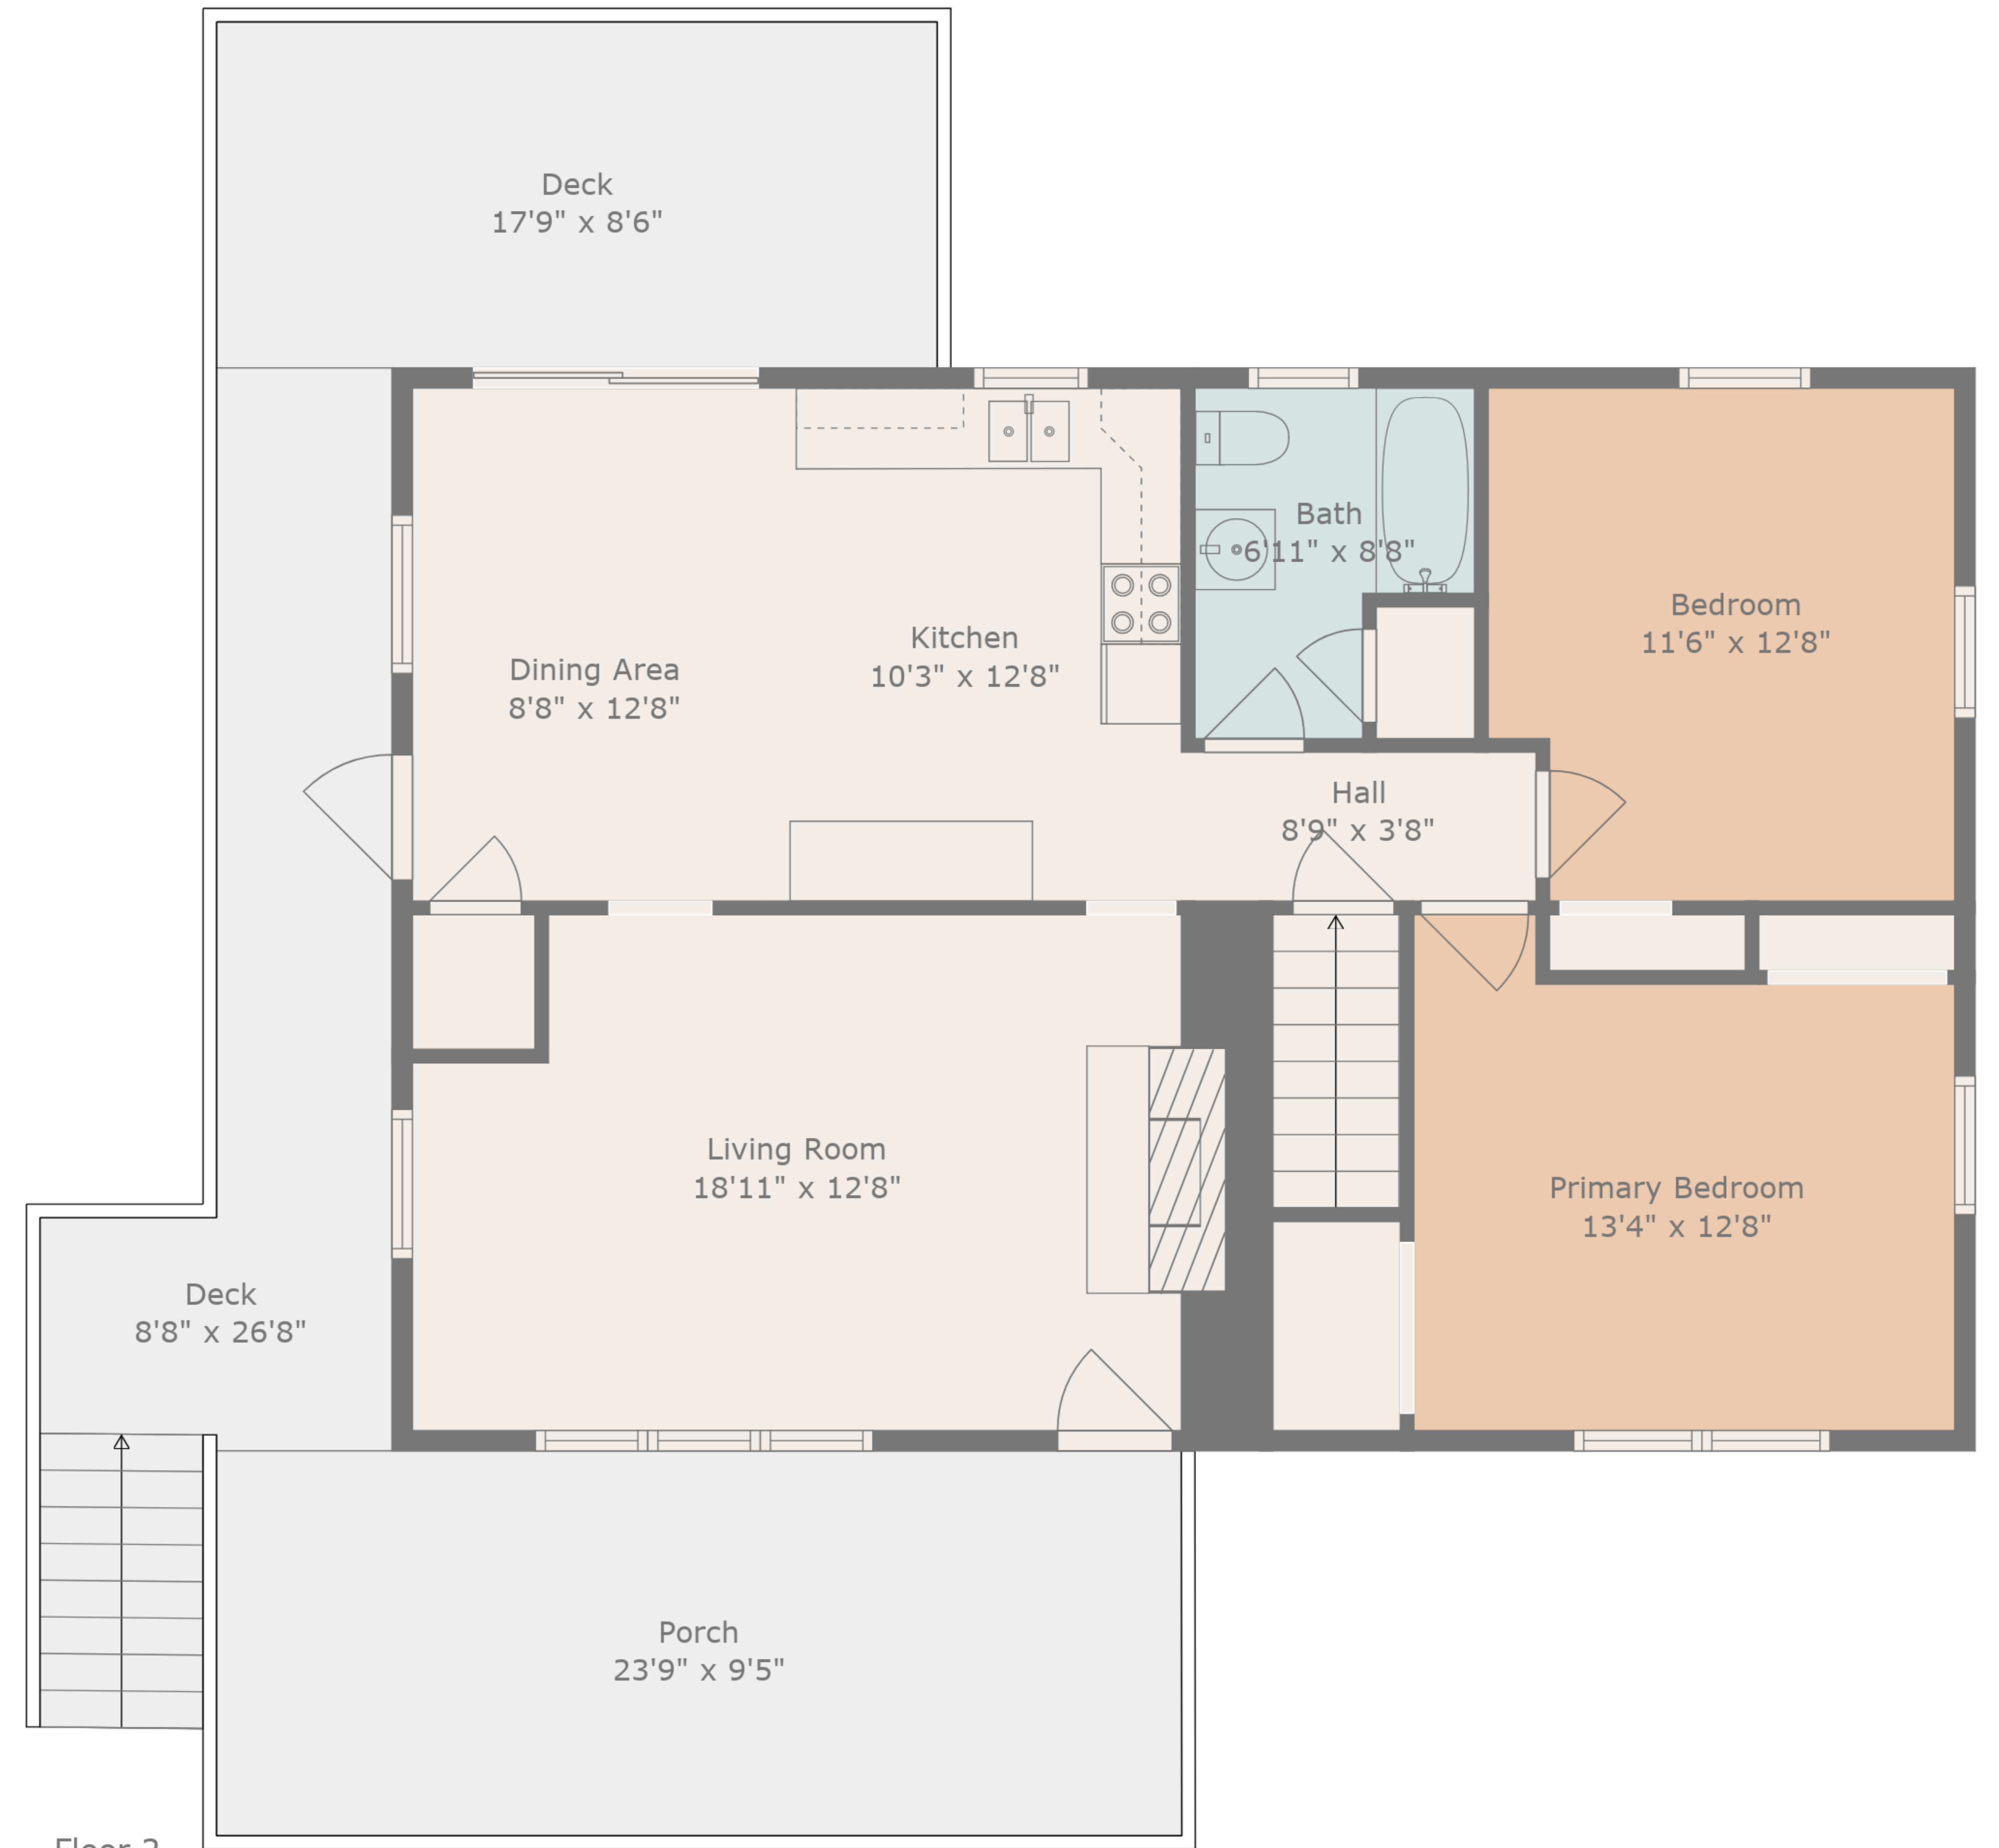 Deck
17'9" x 8'6"
Bath
6'11" x 8'8"
Bedroom
11'6" x 12'8"
Kitchen
10'3" x 12'8"
Dining Area
8'8" x 12'8"
Hall
8'9" x 3'8"
Living Room
18'11" x 12'8"
Primary Bedroom
13'4" x 12'8"
Deck
8'8" x 26'8"
Porch
23'9" x 9'5"
Floor